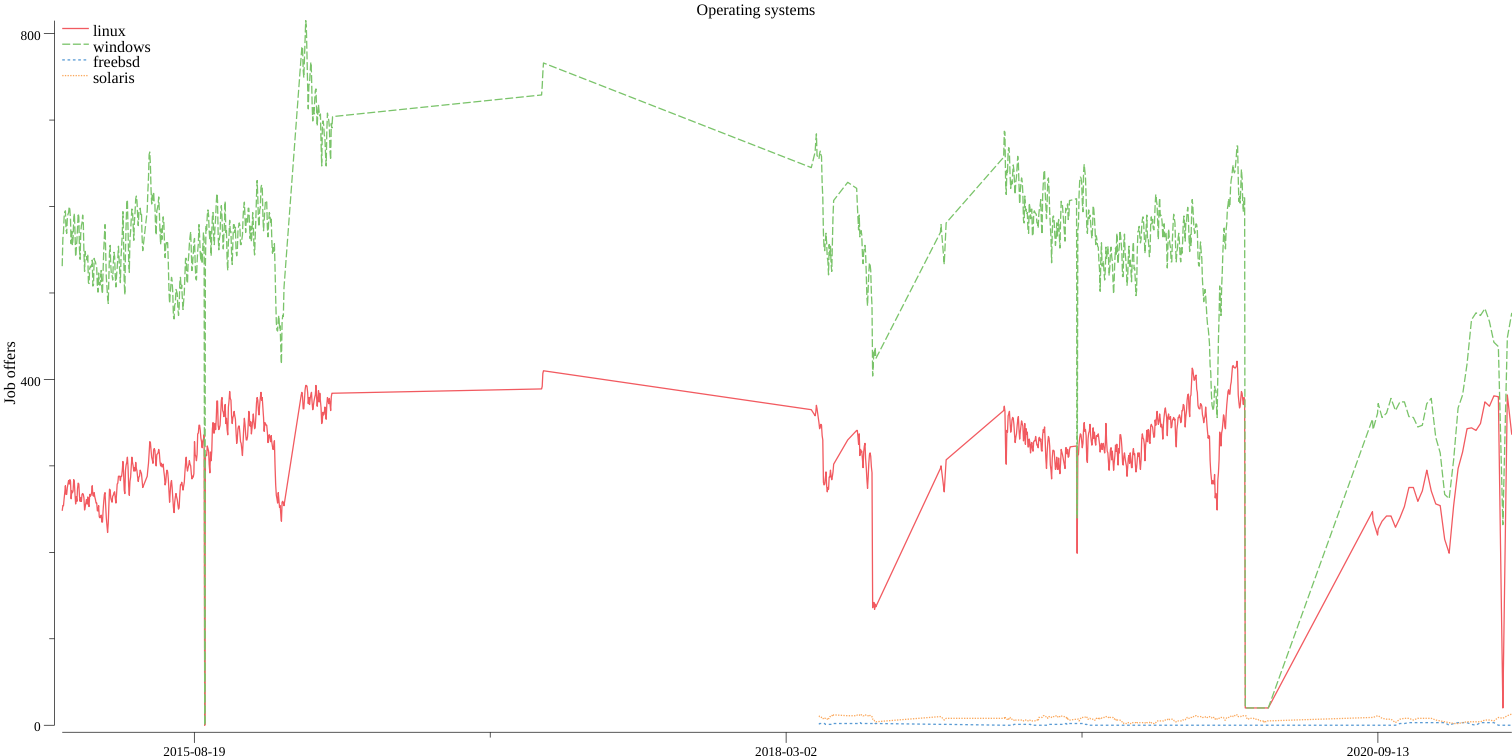 Operating systems
800
linux
windows
freebsd
solaris
Job offers
400
0
2015-08-19
2018-03-02
2020-09-13